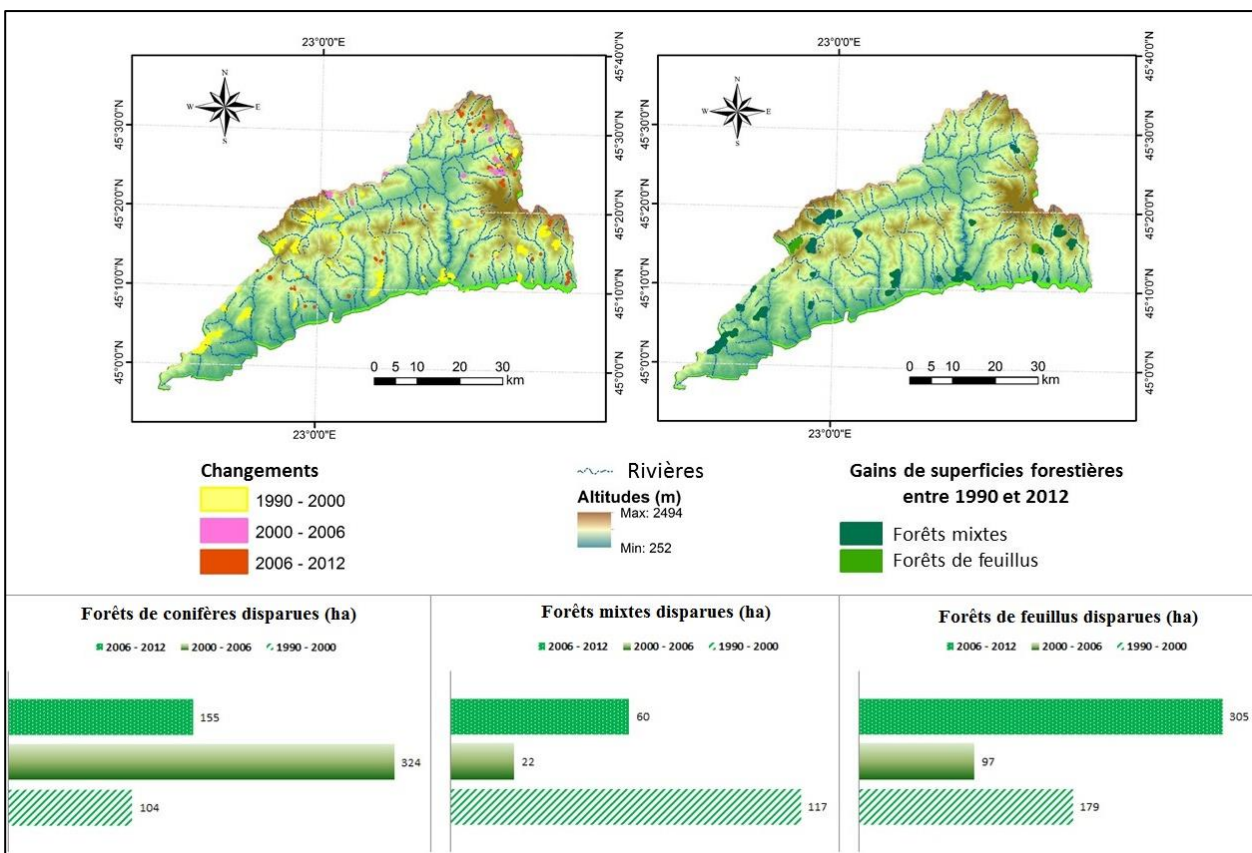 23°0'0"E
23°0'0"E
45°40'0"N
45°40'0"N
N
W E
S
N
W E
S
45°30'0"N
45°30'0"N
45°30'0"N
45°30'0"N
45°20'0"N
45°20'0"N
45°20'0"N
45°20'0"N
45°10'0"N
45°10'0"N
45°10'0"N
45°10'0"N
45°0'0"N
45°0'0"N
45°0'0"N
45°0'0"N
0 5 10 20 30
km
0 5 10 20 30
km
23°0'0"E
23°0'0"E
Changements
1990 - 2000
2000 - 2006
2006 - 2012
Rivières
Altitudes (m)
Max: 2494
Min: 252
Gains de superficies forestières
entre 1990 et 2012
Forêts mixtes
Forêts de feuillus
Forêts de conifères disparues (ha)
2006 - 2012 2000 - 2006 1990 - 2000
155
324
104
Forêts mixtes disparues (ha)
2006 - 2012 2000 - 2006 1990 - 2000
60
22
117
Forêts de feuillus disparues (ha)
2006 - 2012 2000 - 2006 1990 - 2000
305
97
179